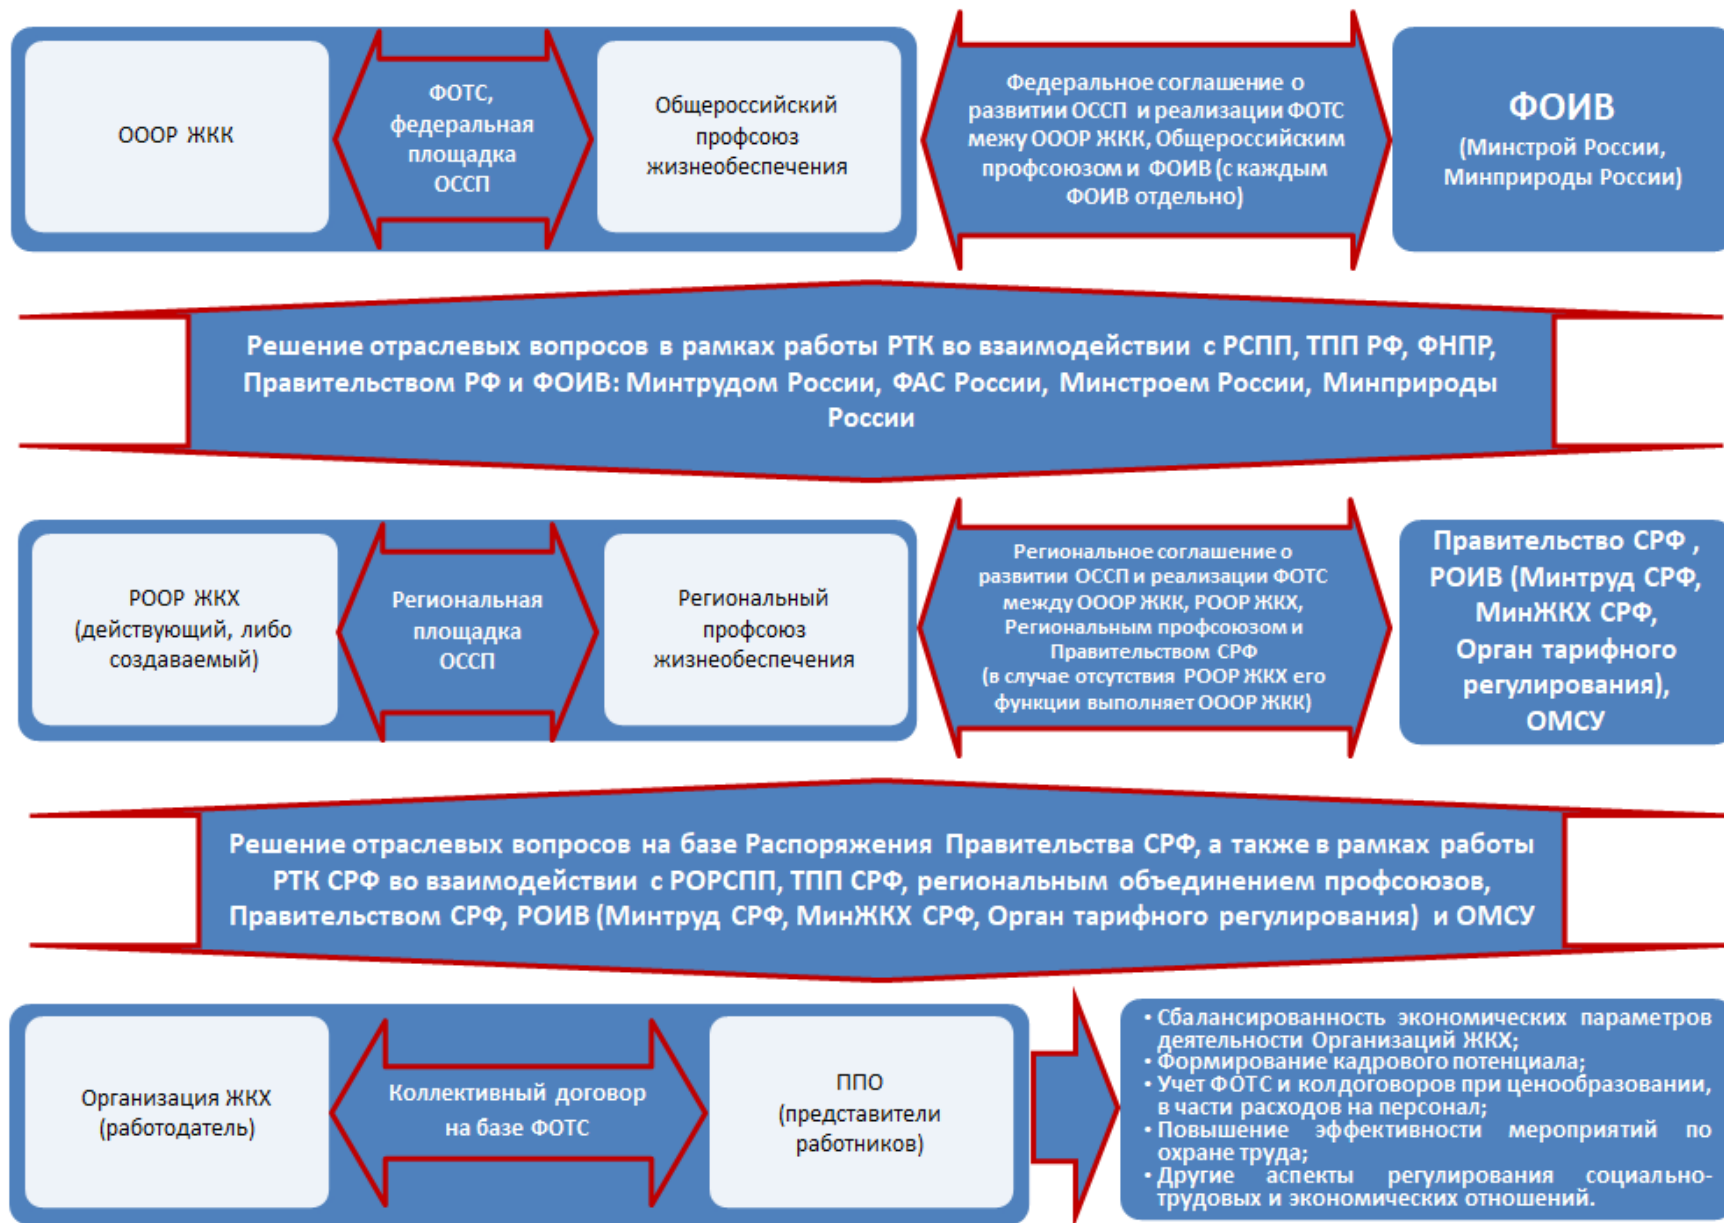 ОООР ЖКК
ФОТС,
федеральная
площадка
ОССП
Общероссийский
профсоюз
жизнеобеспечения
Федеральное соглашение о
развитии ОССП и реализации ФОТС
межу ОООР ЖКК, Общероссийским
профсоюзом и ФОИВ (с каждым
ФОИВ отдельно)
ФОИВ
(Минстрой России,
Минприроды России)
Решение отраслевых вопросов в рамках работы РТК во взаимодействии с РСПП, ТПП РФ, ФНПР,
Правительством РФ и ФОИВ: Минтрудом России, ФАС России, Минстроем России, Минприроды
России
РООР ЖКХ
(действующий, либо
создаваемый)
Региональная
площадка
ОССП
Региональный
профсоюз
жизнеобеспечения
Региональное соглашение о
развитии ОССП и реализации ФОТС
между ОООР ЖКК, РООР ЖКХ,
Региональным профсоюзом и
Правительством СРФ
(в случае отсутствия РООР ЖКХ его
функции выполняет ОООР ЖКК)
Правительство СРФ ,
РОИВ (Минтруд СРФ,
МинЖКХ СРФ,
Орган тарифного
регулирования),
ОМСУ
Решение отраслевых вопросов на базе Распоряжения Правительства СРФ, а также в рамках работы
РТК СРФ во взаимодействии с РОРСПП, ТПП СРФ, региональным объединением профсоюзов,
Правительством СРФ, РОИВ (Минтруд СРФ, МинЖКХ СРФ, Орган тарифного регулирования) и ОМСУ
Организация ЖКХ
(работодатель)
Коллективный договор
на базе ФОТС
ППО
(представители
работников)
• Сбалансированность экономических параметров
деятельности Организаций ЖКХ;
• Формирование кадрового потенциала;
• Учет ФОТС и колдоговоров при ценообразовании,
в части расходов на персонал;
• Повышение эффективности мероприятий по
охране труда;
• Другие аспекты регулирования социально-
трудовых и экономических отношений.